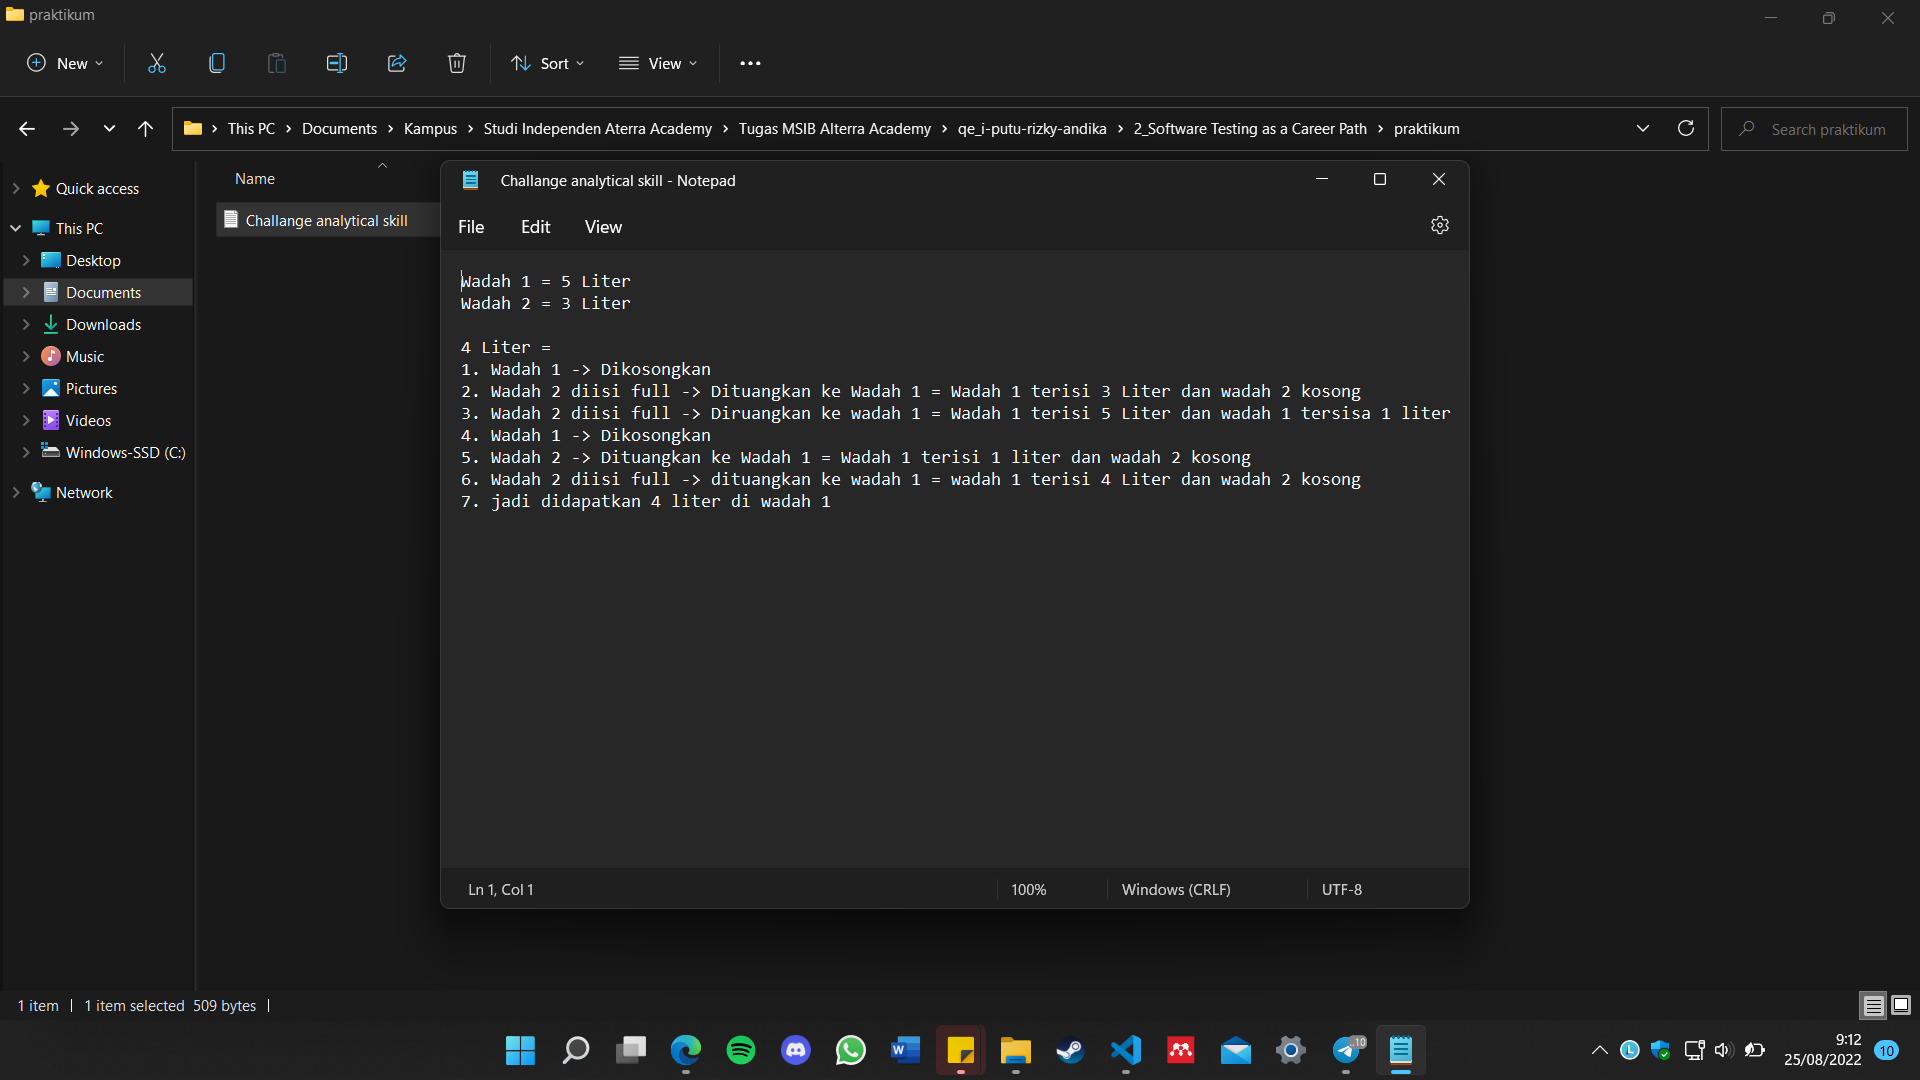 praktikum
New
Sort
View
This PC
Documents
Kampus
Studi Independen Aterra Academy
Tugas MSIB Alterra Academy
qe_i-putu-rizky-andika
2_Software Testing as a Career Path
praktikum
Search praktikum
Quick access
This PC
Desktop
Documents
Downloads
Music
Pictures
Videos
Windows-SSD (C:)
Network
Name
Challange analytical skill
Challange analytical skill - Notepad
File
Edit
View
Wadah 1 = 5 Liter
Wadah 2 = 3 Liter
4 Liter =
1. Wadah 1 -> Dikosongkan
2. Wadah 2 diisi full -> Dituangkan ke Wadah 1 = Wadah 1 terisi 3 Liter dan wadah 2 kosong
3. Wadah 2 diisi full -> Diruangkan ke wadah 1 = Wadah 1 terisi 5 Liter dan wadah 1 tersisa 1 liter
4. Wadah 1 -> Dikosongkan
5. Wadah 2 -> Dituangkan ke Wadah 1 = Wadah 1 terisi 1 liter dan wadah 2 kosong
6. Wadah 2 diisi full -> dituangkan ke wadah 1 = wadah 1 terisi 4 Liter dan wadah 2 kosong
7. jadi didapatkan 4 liter di wadah 1
Ln 1, Col 1
100%
Windows (CRLF)
UTF-8
1 item
1 item selected 509 bytes
W
..10
L
9:12
25/08/2022
10